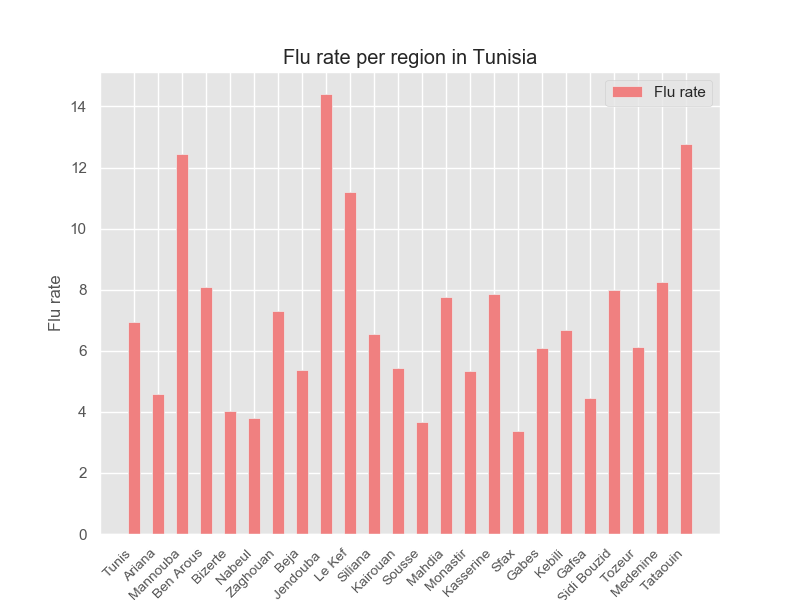 Flu rate per region in Tunisia
Flu rate
14
12
10
8
6
4
2
0
Flu rate
Tunis
Ariana
Mannouba
Ben Arous
Bizerte
Nabeul
Zaghouan
Beja
Jendouba
Le Kef
Siliana
Kairouan
Sousse
Mahdia
Monastir
Kasserine
Sfax
Gabes
Kebili
Gafsa
Sidi Bouzid
Tozeur
Medenine
Tataouin